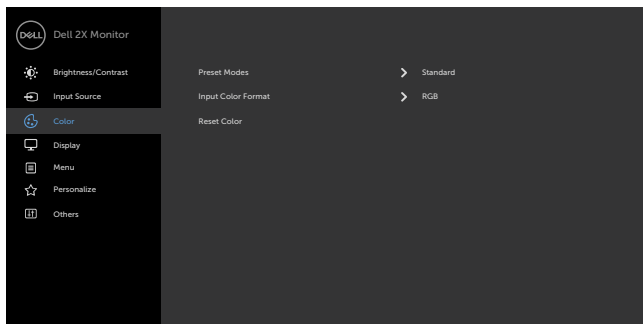 DELL Dell 2X Monitor
Brightness/Contrast Preset Modes Standard
Input Source Input Color Format RGB
Color Reset Color
Display
Menu
Personalize
Others